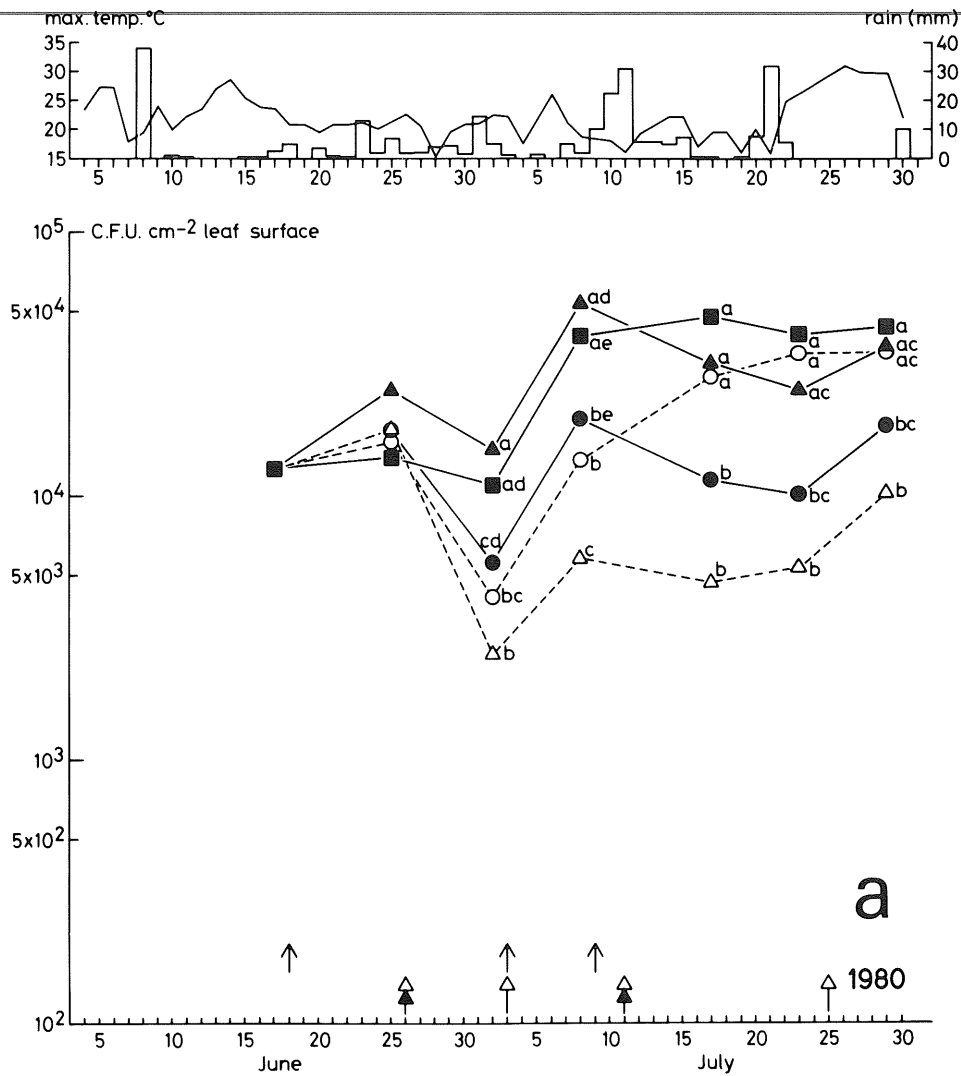 max. temp. °C rain (mm)
35 40
30 30
25 20
20 10
15 0
5 10 15 20 25 30 5 10 15 20 25 30
10⁵ C.F.U. cm⁻² leaf surface
5x10⁴
ad
a
a
a
ae
a
ac
a
a
ac
ac
be
bc
b
b
10⁴
ad
a
b
bc
b
cd
5x10³
c
b
b
bc
b
10³
5x10²
a
1980
10²
5 10 15 20 25 30 5 10 15 20 25 30
June July